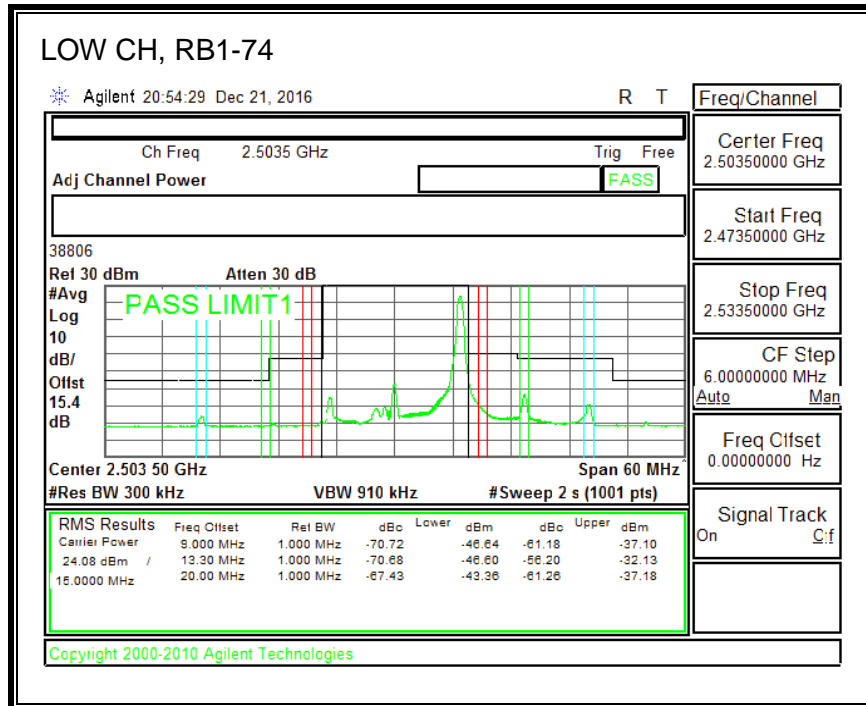 LOW CH, RB1-74
Agilent 20:54:29 Dec 21, 2016 R T
Freq/Channel
Ch Freq 2.5035 GHz Trig Free
Adj Channel Power PASS
Center Freq
2.50350000 GHz
Start Freq
2.47350000 GHz
38806
Ref 30 dBm Atten 30 dB
#Avg
Log
10
dB/
Offst
15.4
dB
PASS LIMIT1
Stop Freq
2.53350000 GHz
CF Step
6.00000000 MHz
Auto Man
Freq Offset
0.00000000 Hz
Center 2.503 50 GHz Span 60 MHz
#Res BW 300 kHz VBW 910 kHz #Sweep 2 s (1001 pts)
Signal Track
On Off
RMS Results Freq Offset Ref BW dBc Lower dBm dBc Upper dBm
Carrier Power 9.000 MHz 1.000 MHz -70.72 -46.64 -61.18 -37.10
24.08 dBm / 13.30 MHz 1.000 MHz -70.68 -46.60 -56.20 -32.13
15.0000 MHz 20.00 MHz 1.000 MHz -67.43 -43.36 -61.26 -37.18
Copyright 2000-2010 Agilent Technologies